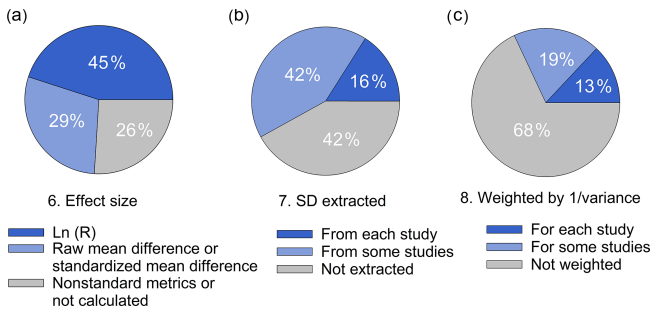 (a)
45%
29%
26%
6. Effect size
Ln (R)
Raw mean difference or
standardized mean difference
Nonstandard metrics or
not calculated
(b)
42%
16%
42%
7. SD extracted
From each study
From some studies
Not extracted
(c)
19%
13%
68%
8. Weighted by 1/variance
For each study
For some studies
Not weighted